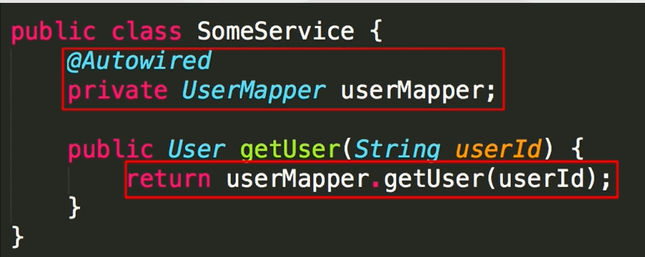 public class SomeService {
    @Autowired
    private UserMapper userMapper;

    public User getUser(String userId) {
        return userMapper.getUser(userId);
    }
}